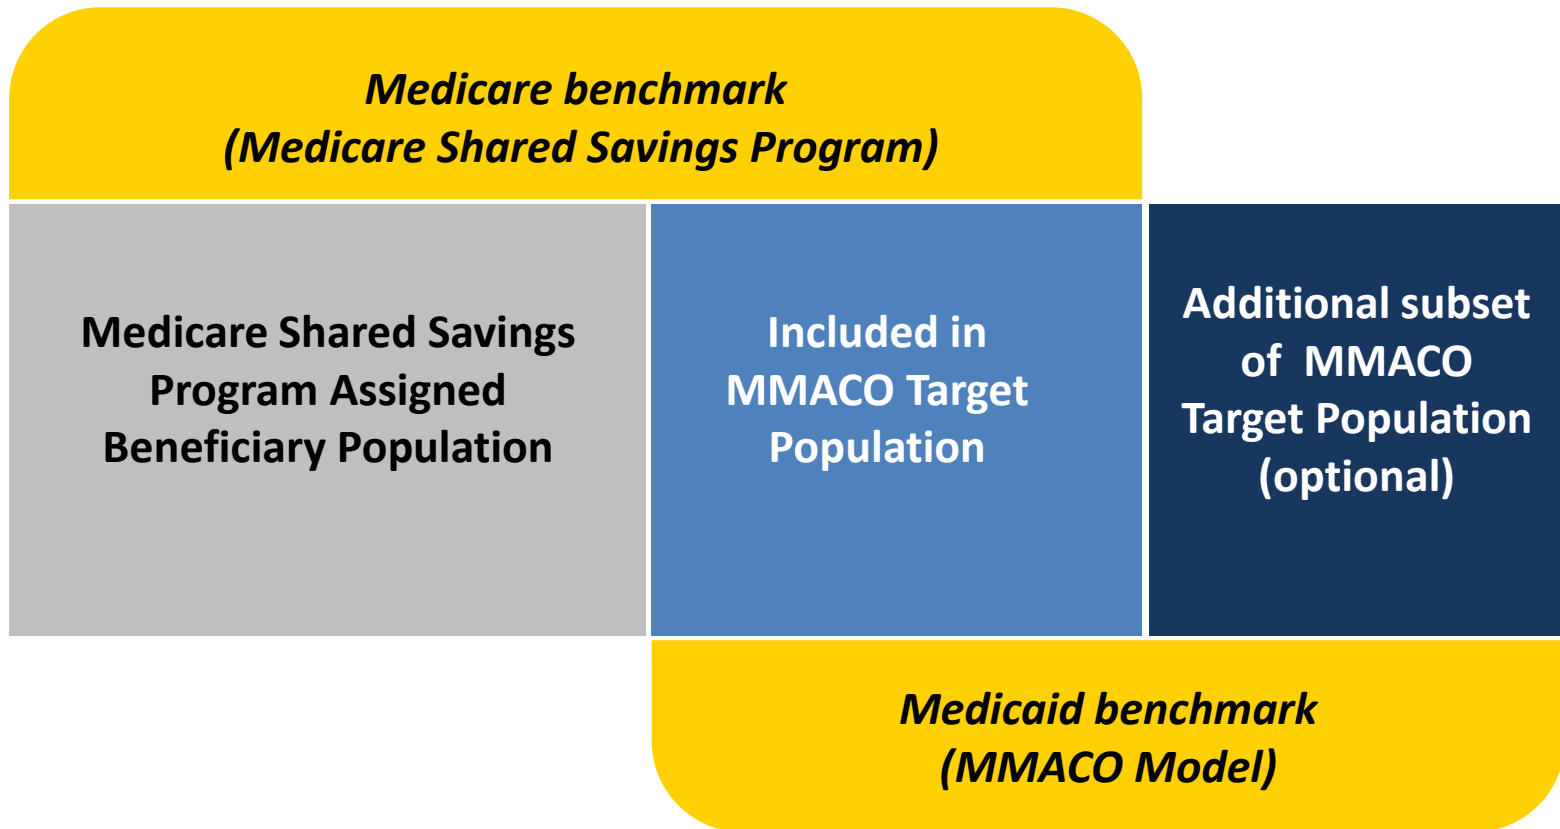 Medicare benchmark
(Medicare Shared Savings Program)
Medicare Shared Savings
Program Assigned
Beneficiary Population
Included in
MMACO Target
Population
Additional subset
of  MMACO
Target Population
(optional)
Medicaid benchmark
(MMACO Model)